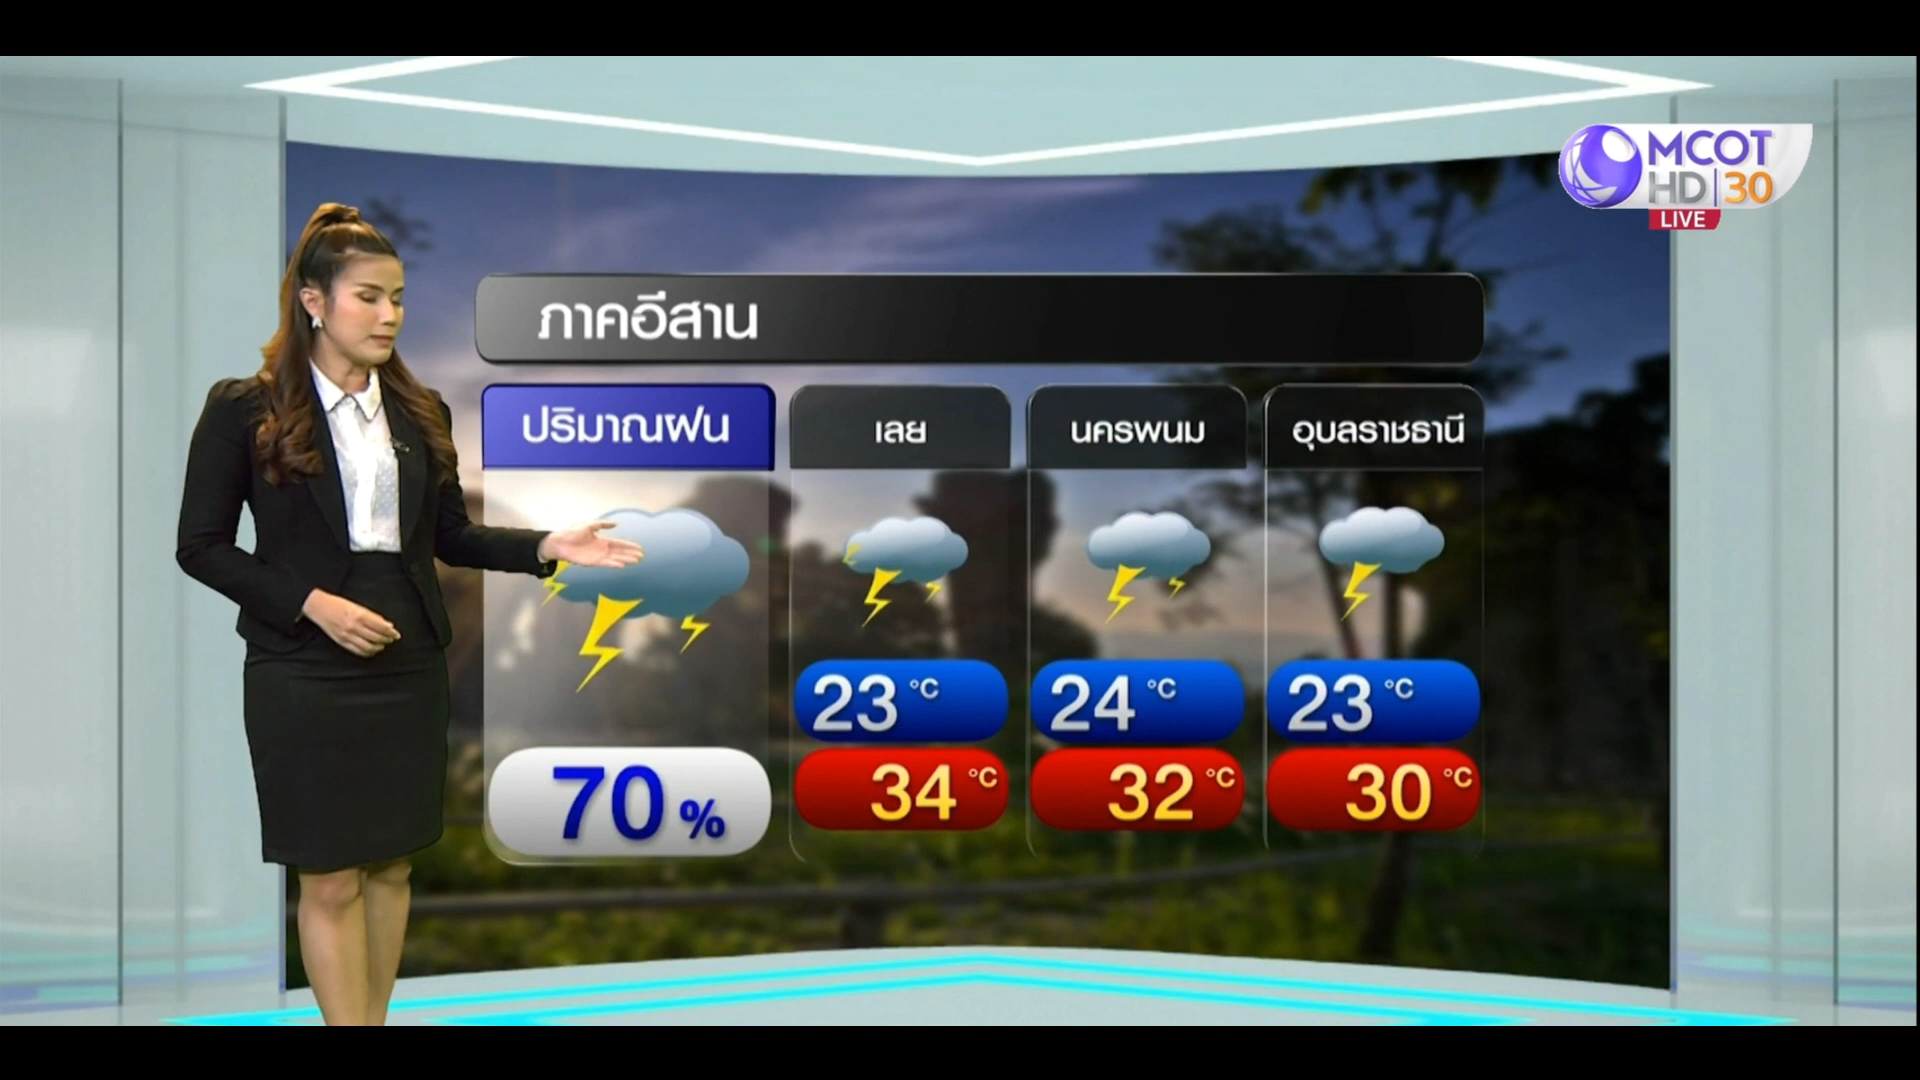 MCOT
HD 30
LIVE
ภาคอีสาน
ปริมาณฝน
เลย
นครพนม
อุบลราชธานี
23 °C
24 °C
23 °C
70 %
34 °C
32 °C
30 °C